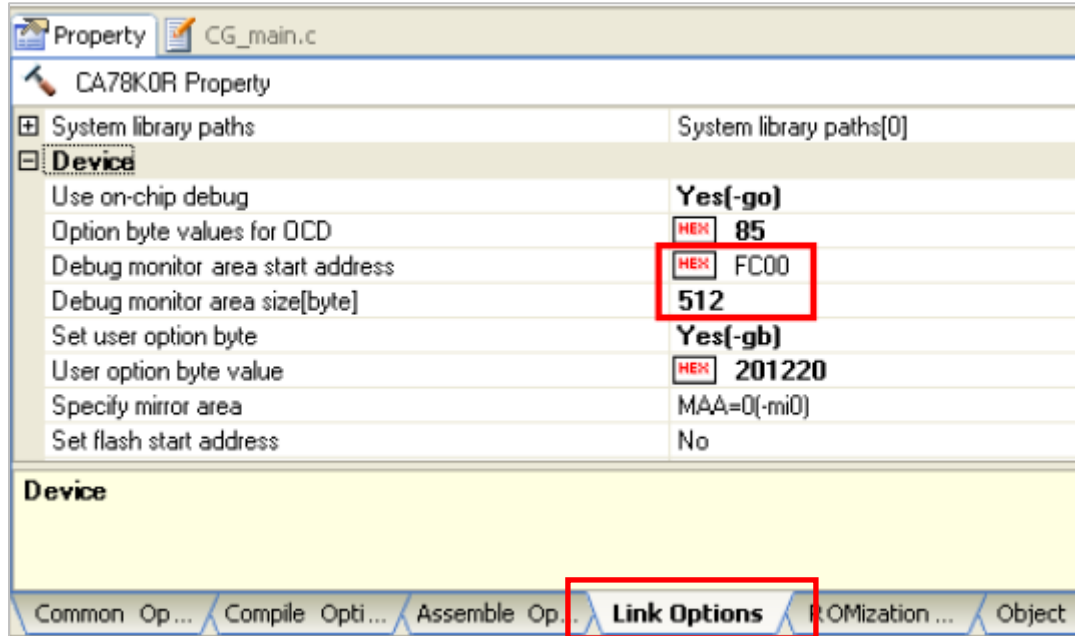 Property CG_main.c
CA78K0R Property
System library paths System library paths[0]
Device
Use on-chip debug Yes(-go)
Option byte values for OCD HEX 85
Debug monitor area start address HEX FC00
Debug monitor area size[byte] 512
Set user option byte Yes(-gb)
User option byte value HEX 201220
Specify mirror area MAA=0(-mi0)
Set flash start address No
Device
Common Op... Compile Opti... Assemble Op... Link Options ROMization ... Object